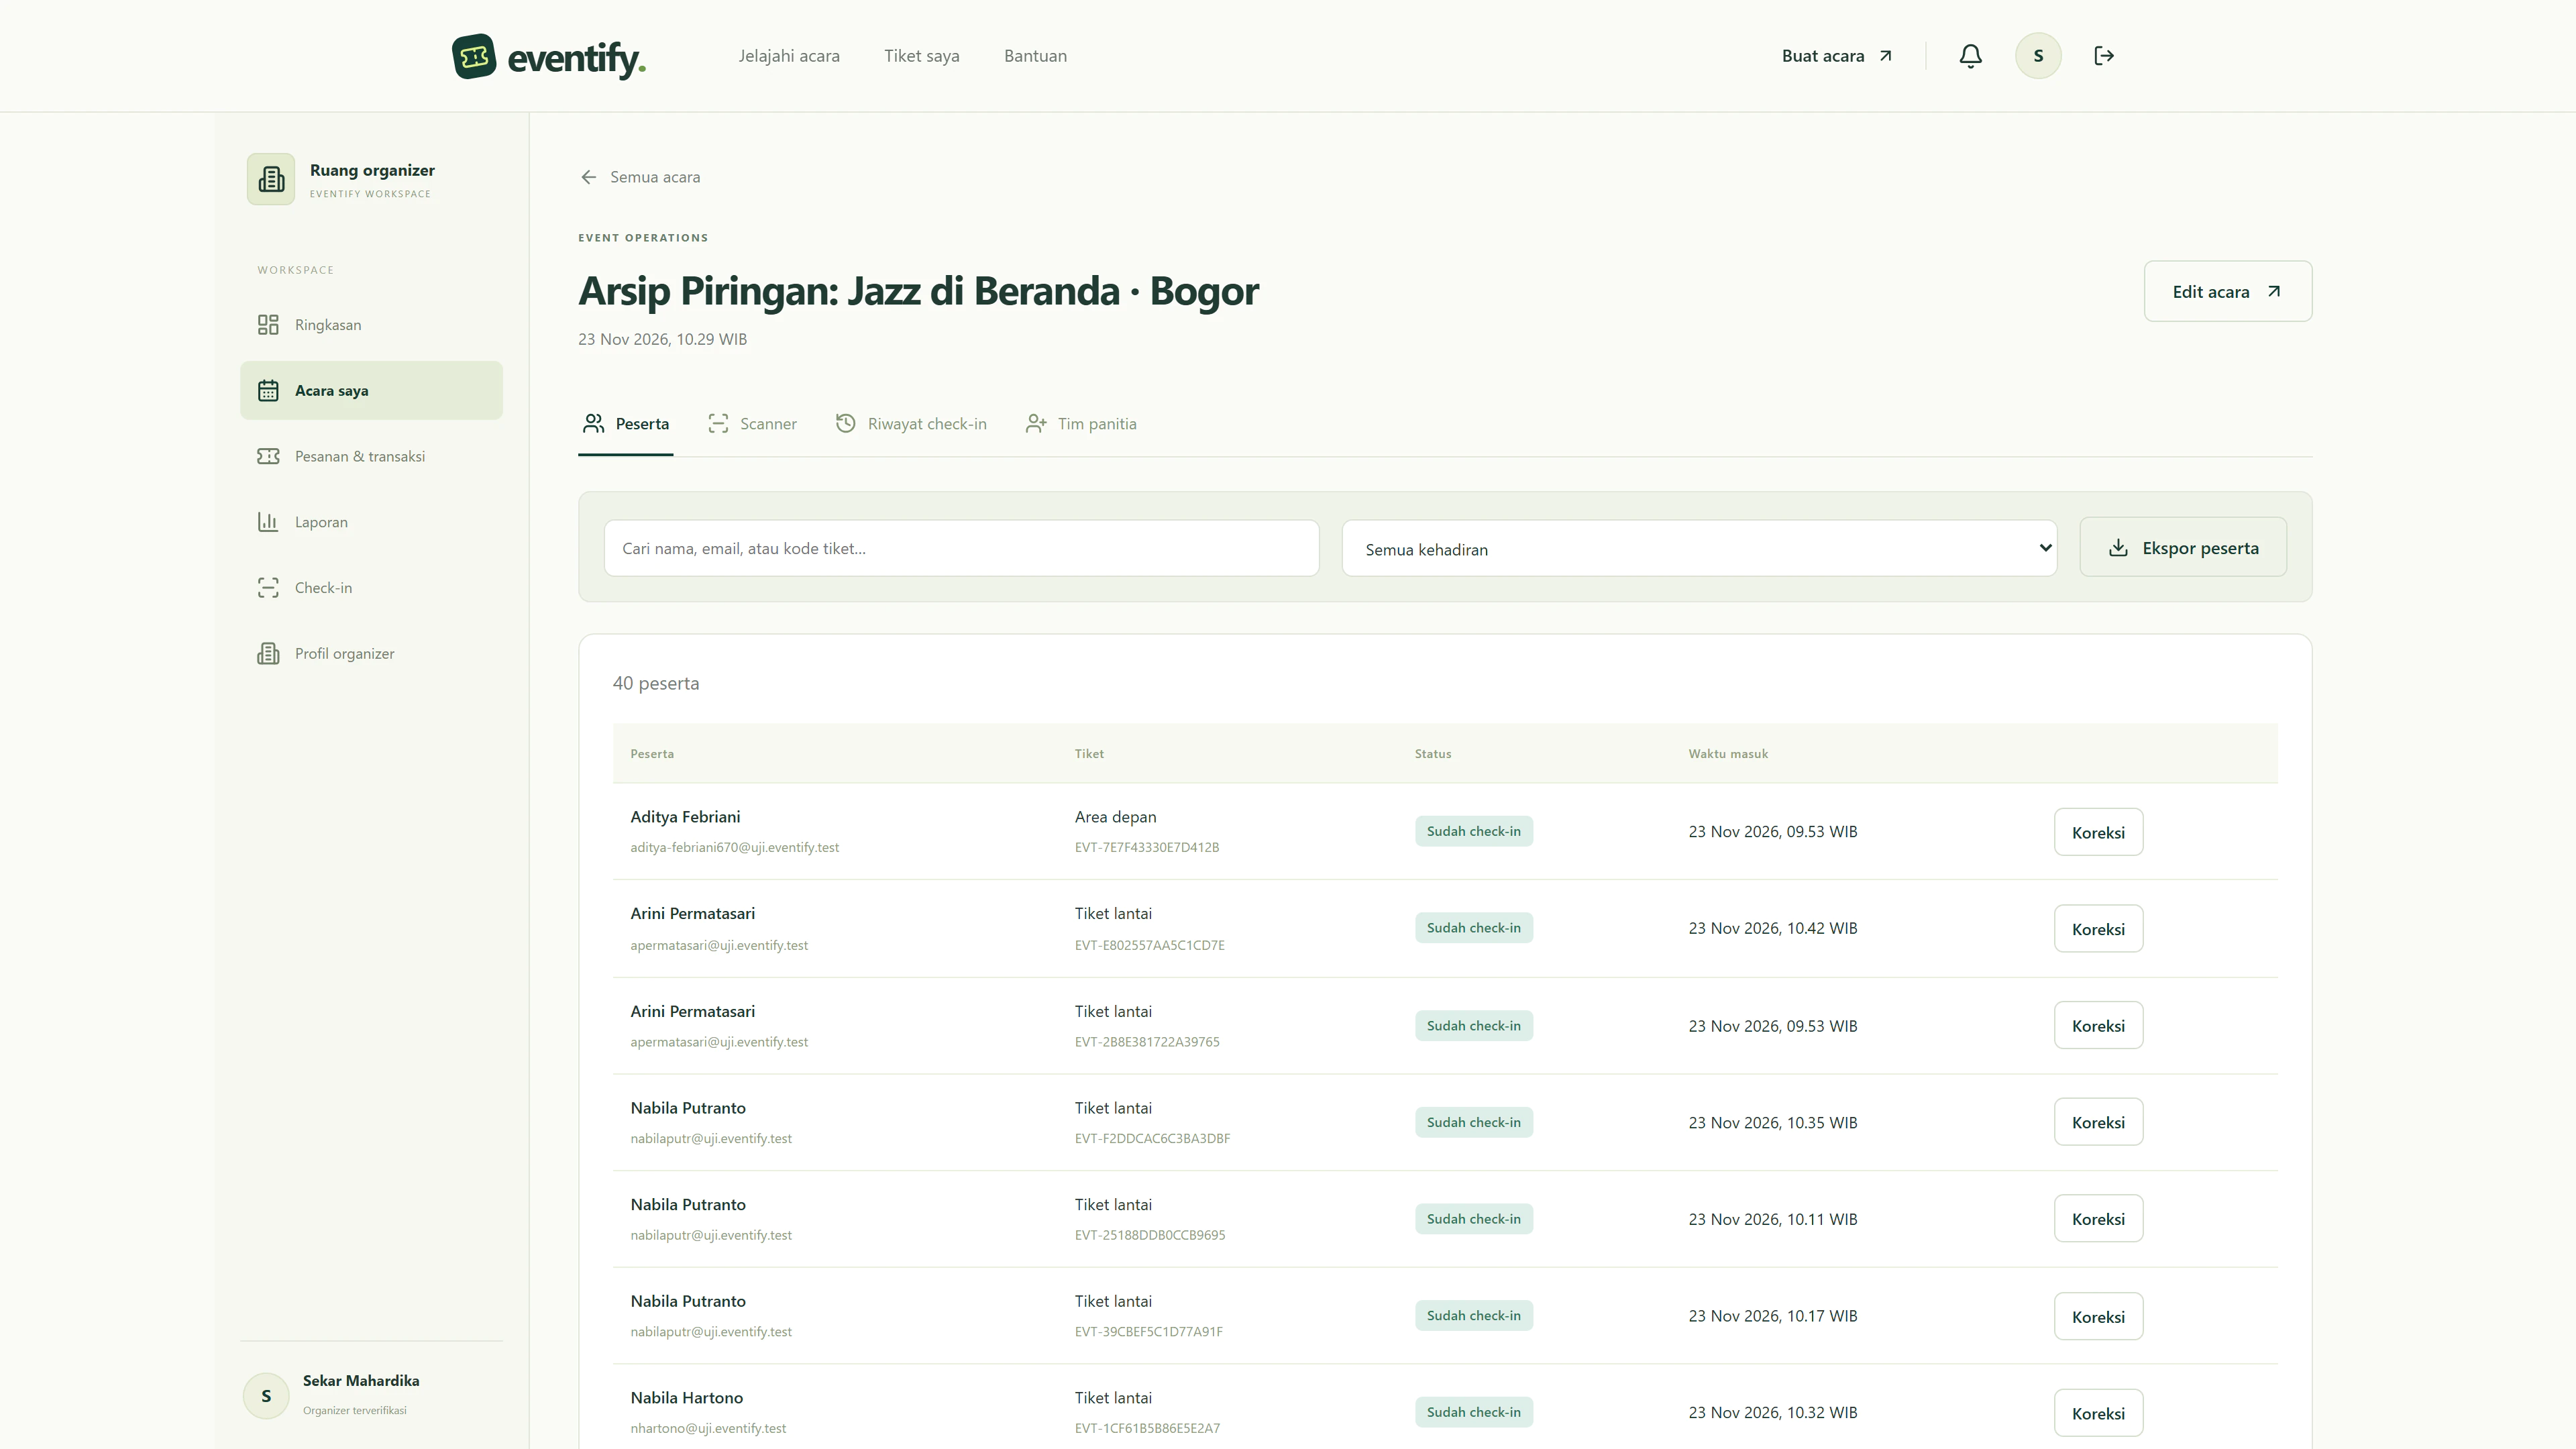 eventify.
Jelajahi acara
Tiket saya
Bantuan
Buat acara
S
Ruang organizer
EVENTIFY WORKSPACE
WORKSPACE
Ringkasan
Acara saya
Pesanan & transaksi
Laporan
Check-in
Profil organizer
S
Sekar Mahardika
Organizer terverifikasi
Semua acara
EVENT OPERATIONS
Arsip Piringan: Jazz di Beranda · Bogor
23 Nov 2026, 10.29 WIB
Edit acara
Peserta
Scanner
Riwayat check-in
Tim panitia
Cari nama, email, atau kode tiket...
Semua kehadiran
Ekspor peserta
40 peserta
Peserta Tiket Status Waktu masuk
Aditya Febriani Area depan Sudah check-in 23 Nov 2026, 09.53 WIB Koreksi
aditya-febriani670@uji.eventify.test EVT-7E7F43330E7D412B
Arini Permatasari Tiket lantai Sudah check-in 23 Nov 2026, 10.42 WIB Koreksi
apermatasari@uji.eventify.test EVT-E802557AA5C1CD7E
Arini Permatasari Tiket lantai Sudah check-in 23 Nov 2026, 09.53 WIB Koreksi
apermatasari@uji.eventify.test EVT-2B8E381722A39765
Nabila Putranto Tiket lantai Sudah check-in 23 Nov 2026, 10.35 WIB Koreksi
nabilaputr@uji.eventify.test EVT-F2DDCAC6C3BA3DBF
Nabila Putranto Tiket lantai Sudah check-in 23 Nov 2026, 10.11 WIB Koreksi
nabilaputr@uji.eventify.test EVT-25188DDB0CCB9695
Nabila Putranto Tiket lantai Sudah check-in 23 Nov 2026, 10.17 WIB Koreksi
nabilaputr@uji.eventify.test EVT-39CBEF5C1D77A91F
Nabila Hartono Tiket lantai Sudah check-in 23 Nov 2026, 10.32 WIB Koreksi
nhartono@uji.eventify.test EVT-1CF61B5B86E5E2A7